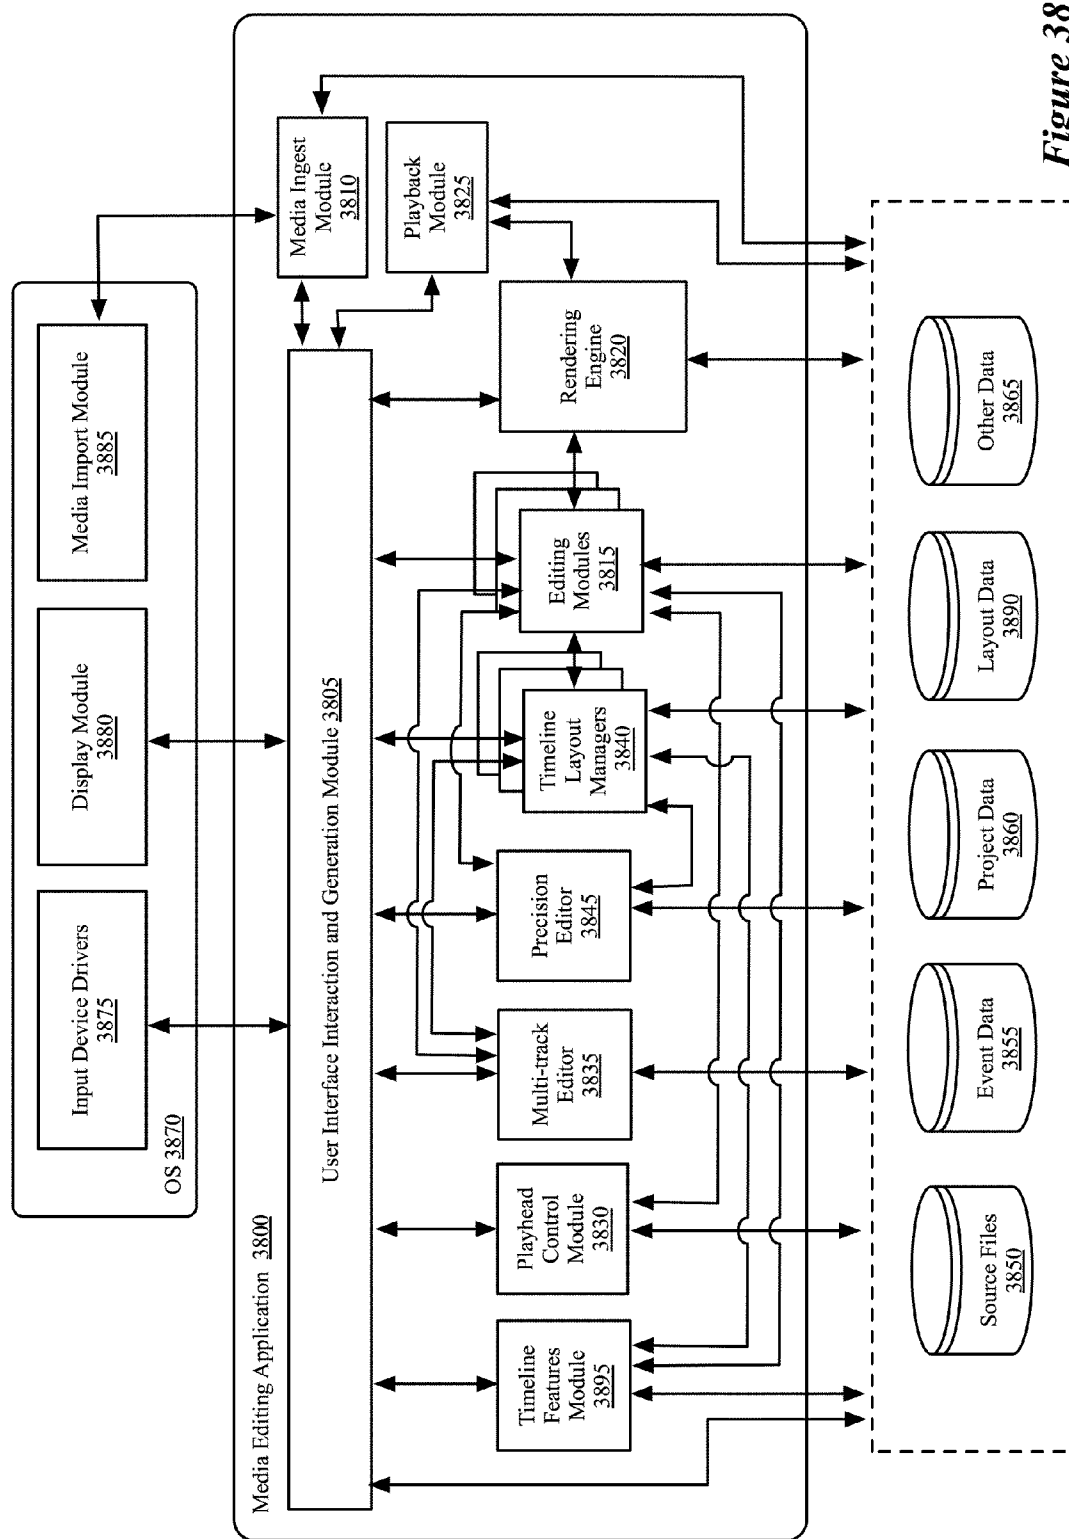 Input Device Drivers
3875
Display Module
3880
Media Import Module
3885
OS 3870
Media Editing Application 3800
User Interface Interaction and Generation Module 3805
Media Ingest
Module
3810
Playback
Module
3825
Timeline
Features
Module
3895
Playhead
Control
Module
3830
Multi-track
Editor
3835
Precision
Editor
3845
Timeline
Layout
Managers
3840
Editing
Modules
3815
Rendering
Engine
3820
Source Files
3850
Event Data
3855
Project Data
3860
Layout Data
3890
Other Data
3865
Figure 38